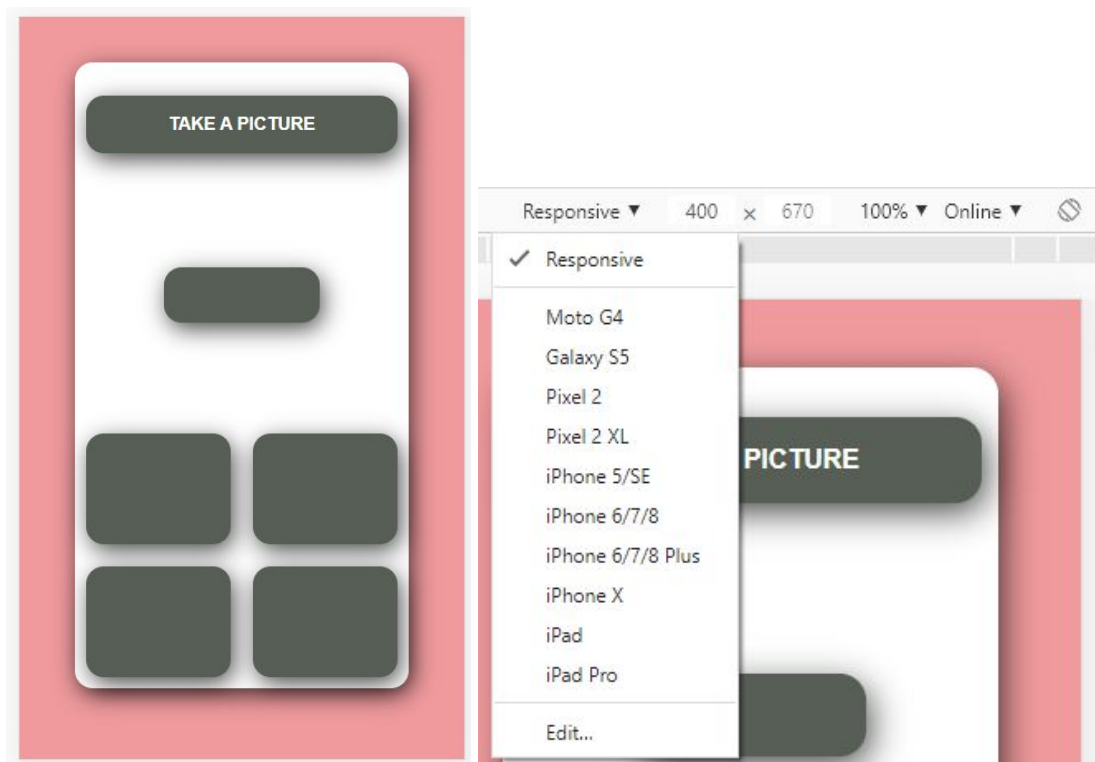 TAKE A PICTURE
Responsive ▼ 400 × 670 100% ▼ Online ▼
✓ Responsive
Moto G4
Galaxy S5
Pixel 2
Pixel 2 XL
iPhone 5/SE
iPhone 6/7/8
iPhone 6/7/8 Plus
iPhone X
iPad
iPad Pro
Edit...
PICTURE